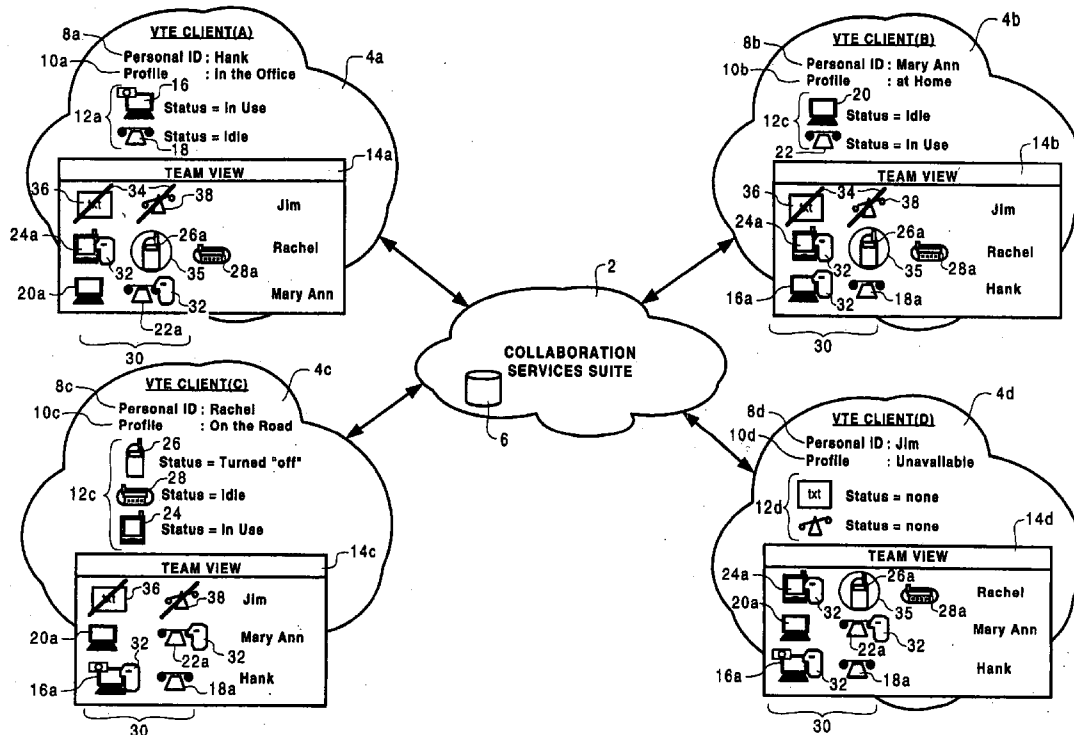 VTE CLIENT(A)
8a
Personal ID : Hank
10a
Profile : In the Office
4a
16
12a
Status = In Use
Status = Idle
18
14a
TEAM VIEW
36
34
txt
38
Jim
24a
26a
Rachel
32
35
28a
20a
32
Mary Ann
22a
30
VTE CLIENT(B)
4b
8b
Personal ID : Mary Ann
10b
Profile : at Home
20
12c
Status = Idle
Status = In Use
22
14b
TEAM VIEW
36
34
txt
38
Jim
24a
26a
Rachel
32
35
28a
16a
32
18a
Hank
30
2
COLLABORATION
SERVICES SUITE
6
VTE CLIENT(C)
4c
8c
Personal ID : Rachel
10c
Profile : On the Road
26
Status = Turned "off"
12c
28
Status = Idle
24
Status = In Use
14c
TEAM VIEW
txt
36
38
Jim
20a
Mary Ann
32
22a
32
16a
18a
Hank
30
VTE CLIENT(D)
4d
8d
Personal ID : Jim
10d
Profile : Unavailable
12d
txt
Status = none
Status = none
14d
TEAM VIEW
24a
26a
Rachel
32
35
28a
20a
Mary Ann
22a
32
16a
32
18a
Hank
30